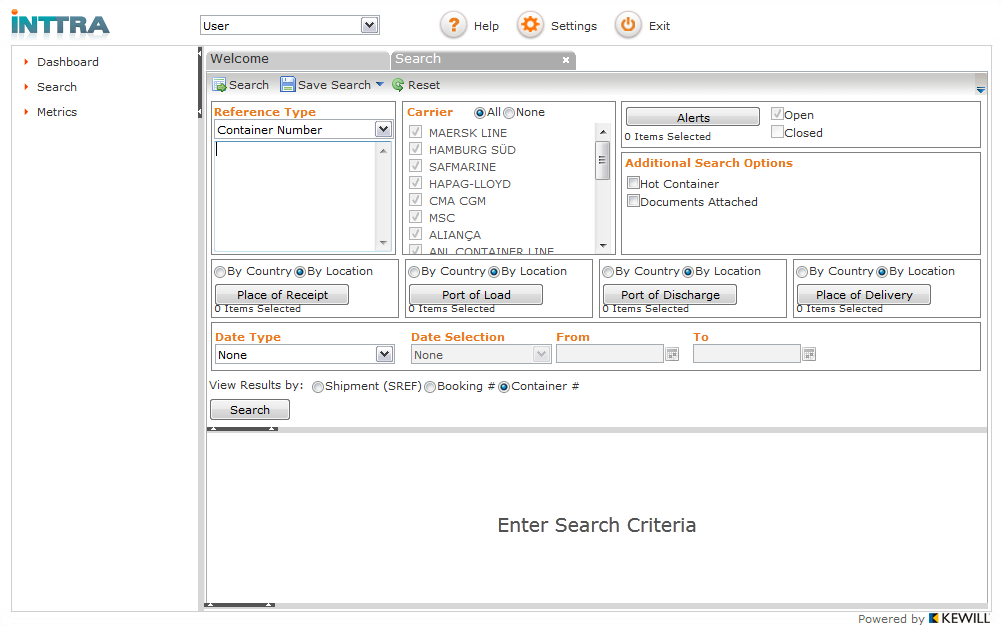 INTTRA
User
Help Settings Exit
Dashboard
Search
Metrics
Welcome
Search
Search Save Search Reset
Reference Type
Container Number
Carrier All None
MAERSK LINE
HAMBURG SÜD
SAFMARINE
HAPAG-LLOYD
CMA CGM
MSC
ALIANÇA
ANL CONTAINER LINE
Alerts
0 Items Selected
Open
Closed
Additional Search Options
Hot Container
Documents Attached
By Country By Location
Place of Receipt
0 Items Selected
By Country By Location
Port of Load
0 Items Selected
By Country By Location
Port of Discharge
0 Items Selected
By Country By Location
Place of Delivery
0 Items Selected
Date Type
None
Date Selection
None
From
To
View Results by: Shipment (SREF) Booking # Container #
Search
Enter Search Criteria
Powered by KEWILL